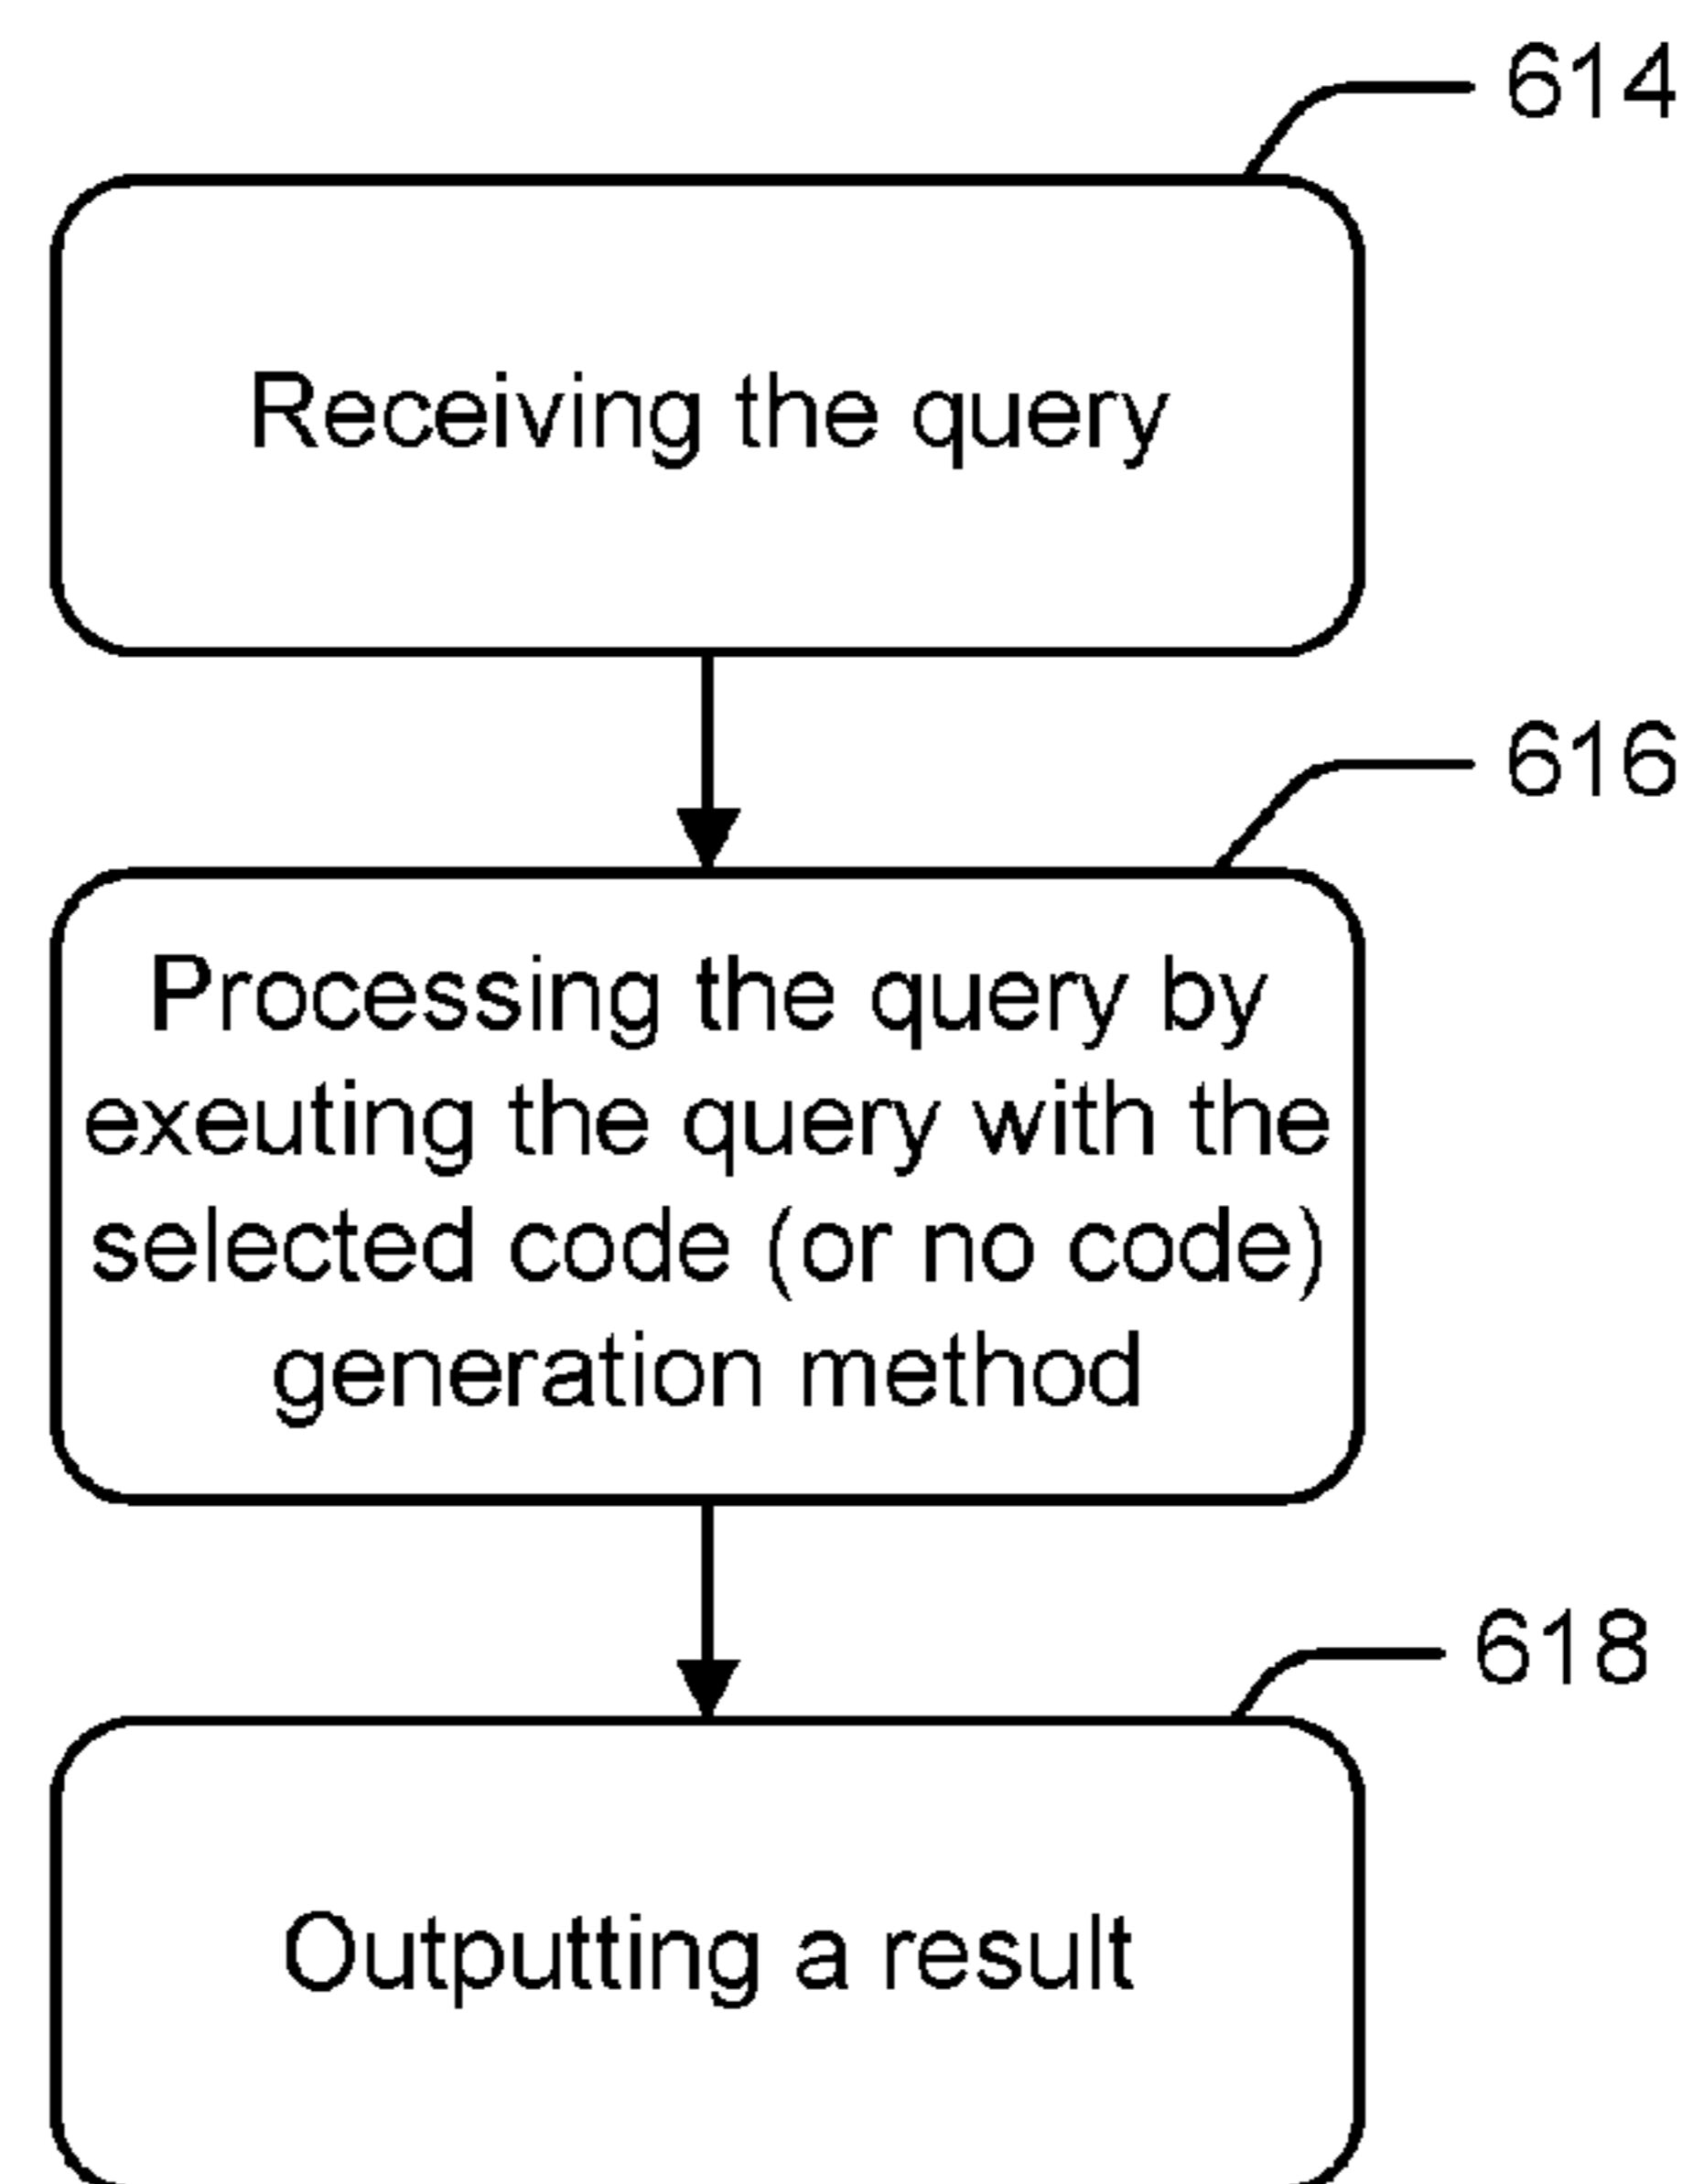 614
Receiving the query
616
Processing the query by
exeuting the query with the
selected code (or no code)
generation method
618
Outputting a result